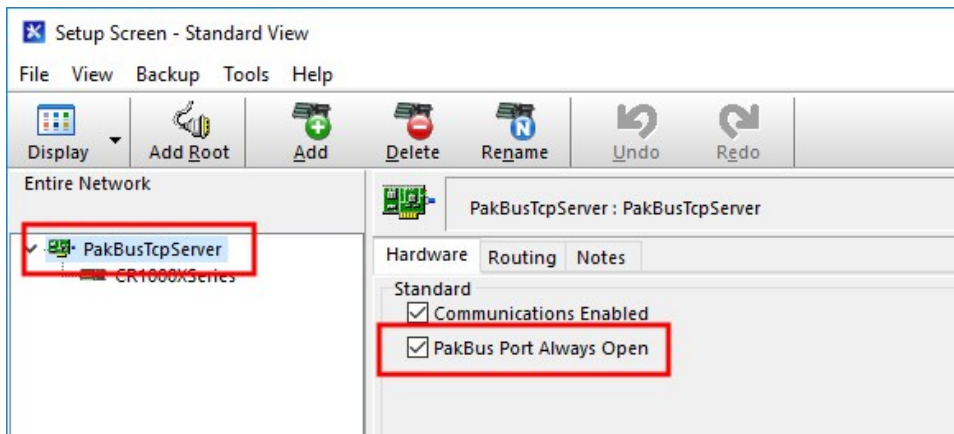 Setup Screen - Standard View
File View Backup Tools Help
Display Add Root Add Delete Rename Undo Redo
Entire Network
PakBusTcpServer : PakBusTcpServer
PakBusTcpServer
CR1000XSeries
Hardware Routing Notes
Standard
Communications Enabled
PakBus Port Always Open